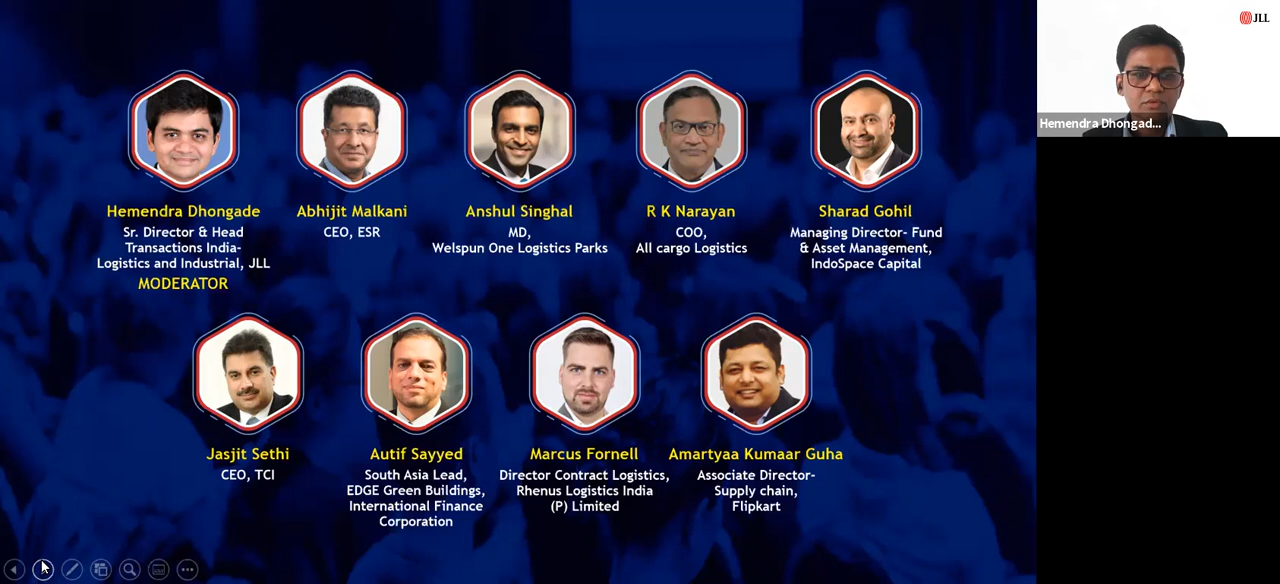 JLL
Hemendra Dhongad...
Hemendra Dhongade
Sr. Director & Head
Transactions India-
Logistics and Industrial, JLL
MODERATOR
Abhijit Malkani
CEO, ESR
Anshul Singhal
MD,
Welspun One Logistics Parks
R K Narayan
COO,
All cargo Logistics
Sharad Gohil
Managing Director- Fund
& Asset Management,
IndoSpace Capital
Jasjit Sethi
CEO, TCI
Autif Sayyed
South Asia Lead,
EDGE Green Buildings,
International Finance
Corporation
Marcus Fornell
Director Contract Logistics,
Rhenus Logistics India
(P) Limited
Amartyaa Kumaar Guha
Associate Director-
Supply chain,
Flipkart